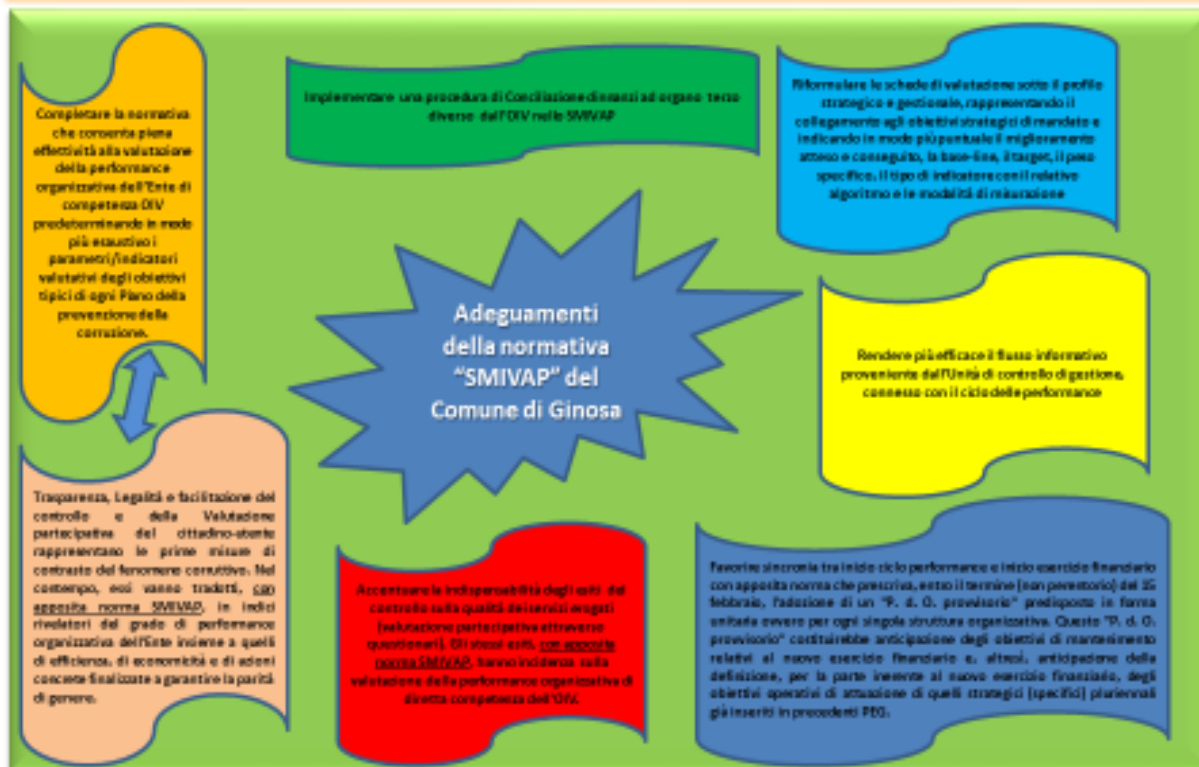 Completare la normativa
che consenta piena
effettività alla valutazione
della performance
organizzativa dell'Ente di
competenza OIV
predeterminando in modo
più esaustivo i
parametri/indicatori
valutativi degli obiettivi
tipici di ogni Piano della
prevenzione della
corruzione.
Implementare una procedura di Conciliazione dinanzi ad organo terzo
diverso dall'OIV nello SMIVAP
Riformulare le schede di valutazione sotto il profilo
strategico e gestionale, rappresentando il
collegamento agli obiettivi strategici di mandato e
indicando in modo più puntuale il miglioramento
atteso e conseguito, la base-line, il target, il peso
specifico, il tipo di indicatore con il relativo
algoritmo e le modalità di misurazione
Adeguamenti
della normativa
“SMIVAP” del
Comune di Ginosa
Rendere più efficace il flusso informativo
proveniente dall'Unità di controllo di gestione,
connesso con il ciclo delle performance
Trasparenza, Legalità e facilitazione del
controllo e della Valutazione
partecipativa del cittadino-utente
rappresentano le prime misure di
contrasto del fenomeno corruttivo. Nel
contempo, essi vanno tradotti, con
apposita norma SMIVAP, in indici
rivelatori del grado di performance
organizzativa dell'Ente insieme a quelli
di efficienza, di economicità e di azioni
concrete finalizzate a garantire la parità
di genere.
Accentuare la indispensabilità degli esiti del
controllo sulla qualità dei servizi erogati
(valutazione partecipativa attraverso
questionari). Gli stessi esiti, con apposita
norma SMIVAP, hanno incidenza sulla
valutazione della performance organizzativa di
diretta competenza dell'OIV.
Favorire sincronia tra inizio ciclo performance e inizio esercizio finanziario
con apposita norma che prescriva, entro il termine (non perentorio) del 15
febbraio, l'adozione di un "P. d. O. provvisorio" predisposto in forma
unitaria ovvero per ogni singola struttura organizzativa. Questo "P. d. O.
provvisorio" costituirebbe anticipazione degli obiettivi di mantenimento
relativi al nuovo esercizio finanziario e, altresì, anticipazione della
definizione, per la parte inerente al nuovo esercizio finanziario, degli
obiettivi operativi di attuazione di quelli strategici (specifici) pluriennali
già inseriti in precedenti PEG.